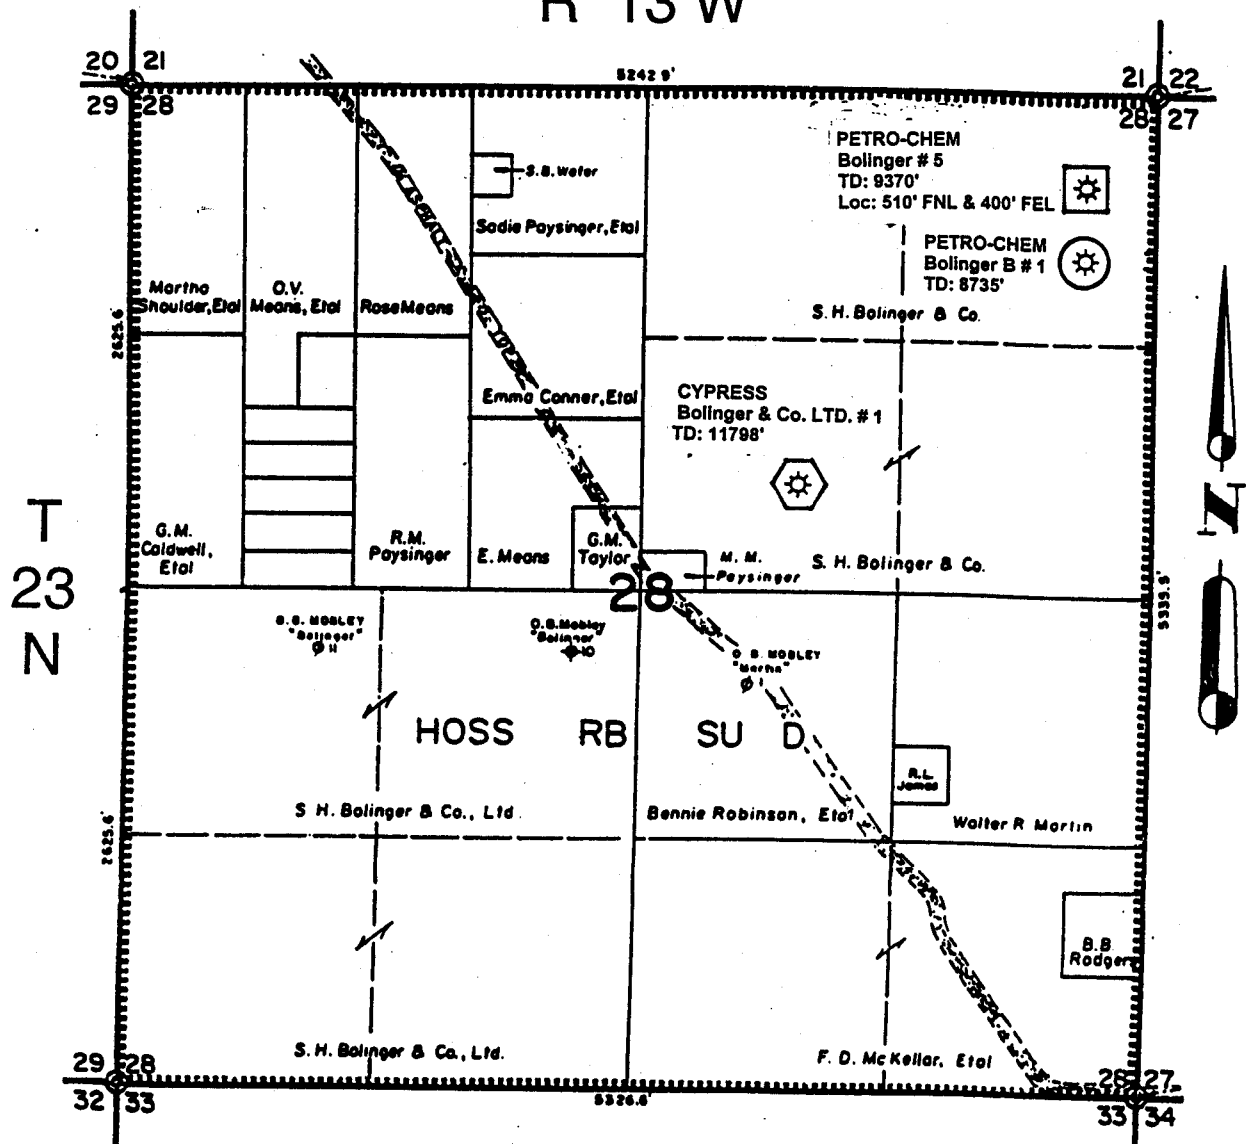 R 13 W
20 21
5242 9'
21 22
29 28
28 27
PETRO-CHEM
Bolinger # 5
TD: 9370'
Loc: 510' FNL & 400' FEL
S.B. Wafer
Sadie Paysinger, Etal
PETRO-CHEM
Bolinger B # 1
TD: 8735'
Martha
Shoulder, Etal
O.V.
Means, Etal
Rose Means
S. H. Bolinger & Co.
2625.6'
Emma Conner, Etal
CYPRESS
Bolinger & Co. LTD. # 1
TD: 11798'
T
23
N
G.M.
Caldwell,
Etal
R.M.
Paysinger
E. Means
G.M.
Taylor
M. M.
Paysinger
S. H. Bolinger & Co.
N
28
5339.5'
B. B. MOBLEY
"Bolinger"
11
O.B. Mobley
"Bolinger"
10
O. B. MOBLEY
"Martha"
1
HOSS RB SU D
R.L.
James
S H. Bolinger & Co., Ltd.
Bennie Robinson, Etal
Walter R Martin
2625.6'
B.B.
Rodgers
S. H. Bolinger & Co., Ltd.
F. D. McKellar, Etal
29 28
28 27
32 33
5326.6'
33 34